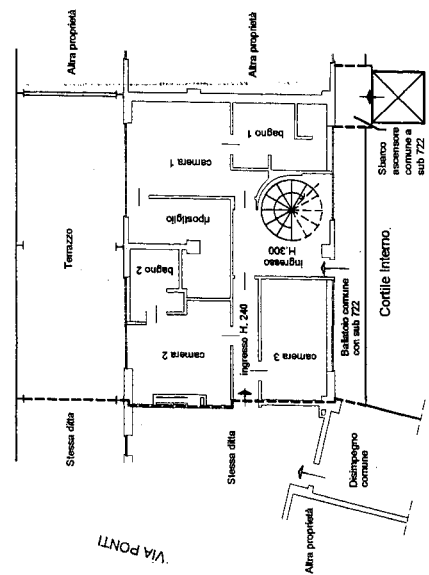 Altra proprietà
Altra proprietà
Terrazzo
camera 1
bagno 1
ripostiglio
bagno 2
ingresso
H.300
camera 2
ingresso H. 240
camera 3
Sbarco
ascensore
comune a
sub 722
Cortile Interno.
Ballatoio comune
con sub 722
Stessa ditta
Stessa ditta
Disimpegno
comune
Altra proprietà
VIA PONTI